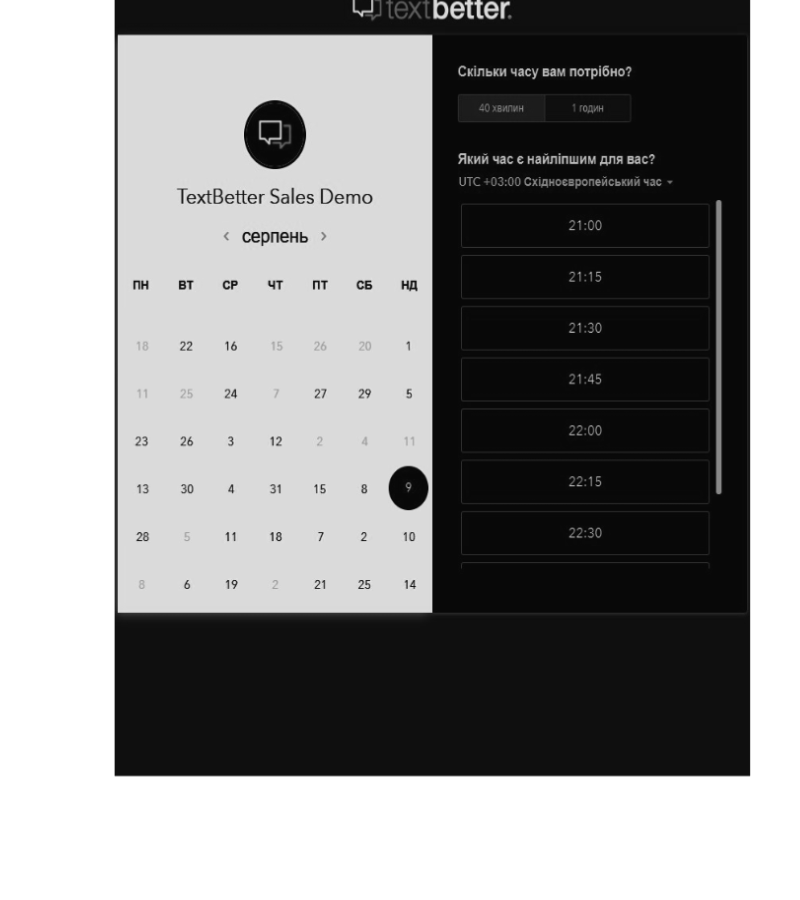 textbetter.
TextBetter Sales Demo
< серпень >
ПН ВТ СР ЧТ ПТ СБ НД
18 22 16 15 26 20 1
11 25 24 7 27 29 5
23 26 3 12 2 4 11
13 30 4 31 15 8 9
28 5 11 18 7 2 10
8 6 19 2 21 25 14
Скільки часу вам потрібно?
40 хвилин 1 годин
Який час є найліпшим для вас?
UTC +03:00 Східноєвропейський час
21:00
21:15
21:30
21:45
22:00
22:15
22:30